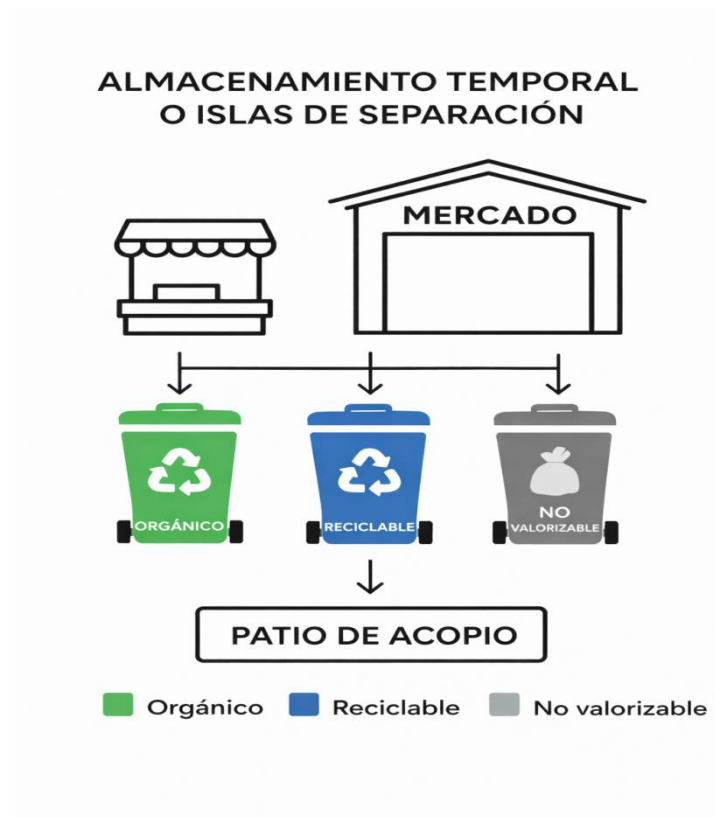 ALMACENAMIENTO TEMPORAL
O ISLAS DE SEPARACIÓN
MERCADO
ORGÁNICO
RECICLABLE
NO
VALORIZABLE
PATIO DE ACOPIO
Orgánico
Reciclable
No valorizable